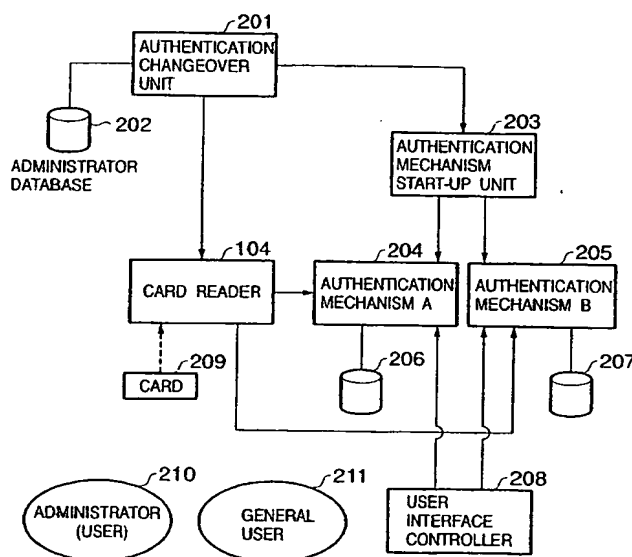 201
AUTHENTICATION
CHANGEOVER
UNIT
202
ADMINISTRATOR
DATABASE
203
AUTHENTICATION
MECHANISM
START-UP UNIT
104
CARD READER
204
AUTHENTICATION
MECHANISM A
205
AUTHENTICATION
MECHANISM B
209
CARD
206
207
210
ADMINISTRATOR
(USER)
211
GENERAL
USER
208
USER
INTERFACE
CONTROLLER